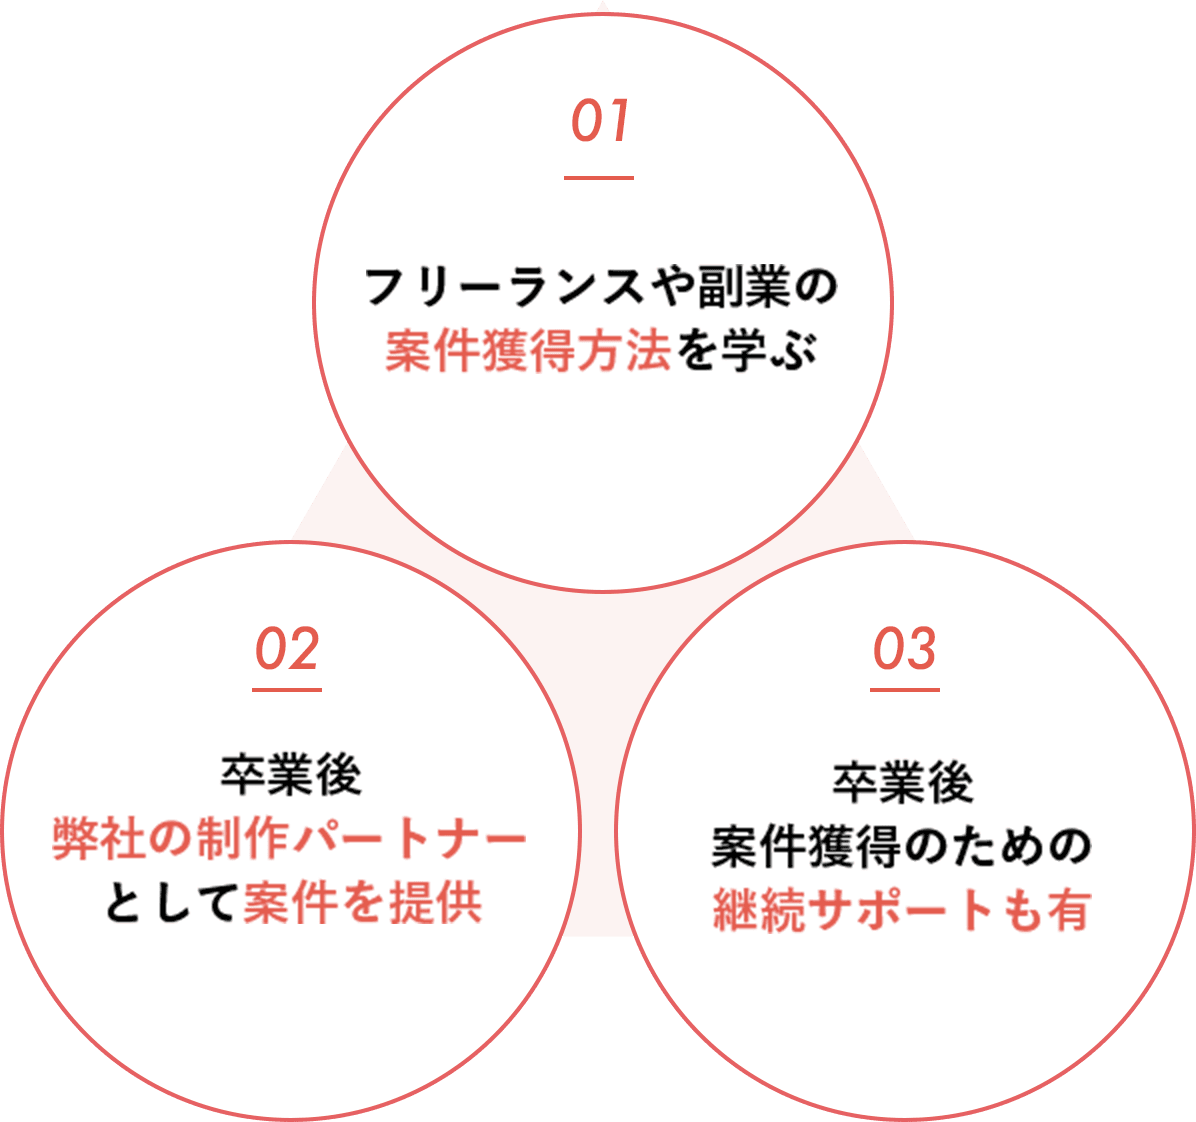 01
フリーランスや副業の
案件獲得方法を学ぶ
02
卒業後
弊社の制作パートナー
として案件を提供
03
卒業後
案件獲得のための
継続サポートも有